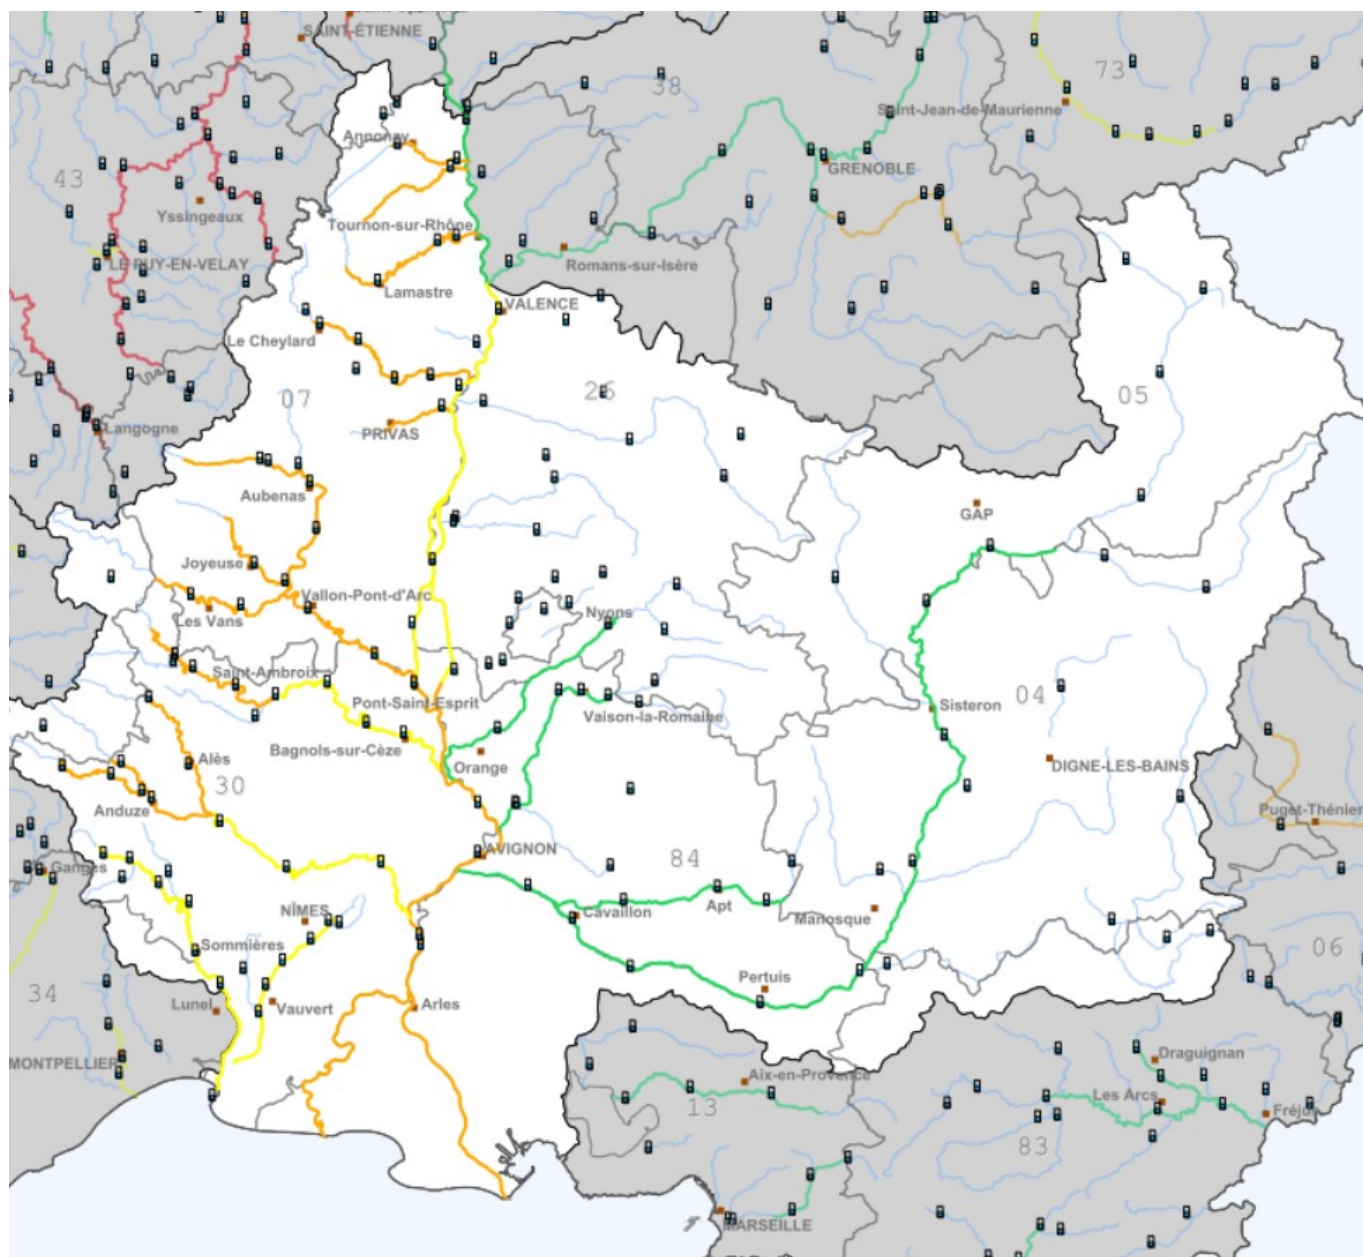 SAINT-ÉTIENNE
38
73
Saint-Jean-de-Maurienne
Annonay
GRENOBLE
43
Yssingeaux
Tournon-sur-Rhône
LE PUY-EN-VELAY
Romans-sur-Isère
Lamastre
VALENCE
Le Cheylard
07
26
05
PRIVAS
Langogne
Aubenas
GAP
Joyeuse
Vallon-Pont-d'Arc
Les Vans
Nyons
Saint-Ambroix
04
Pont-Saint-Esprit
Sisteron
Vaison-la-Romaine
Bagnols-sur-Cèze
Alès
Orange
DIGNE-LES-BAINS
30
Anduze
Puget-Thénier
AVIGNON
84
Ganges
Apt
NÎMES
Cavaillon
Manosque
Sommières
06
34
Pertuis
Lunel
Vauvert
Arles
MONTPELLIER
Draguignan
Aix-en-Provence
Les Arcs
13
Fréjus
83
MARSEILLE